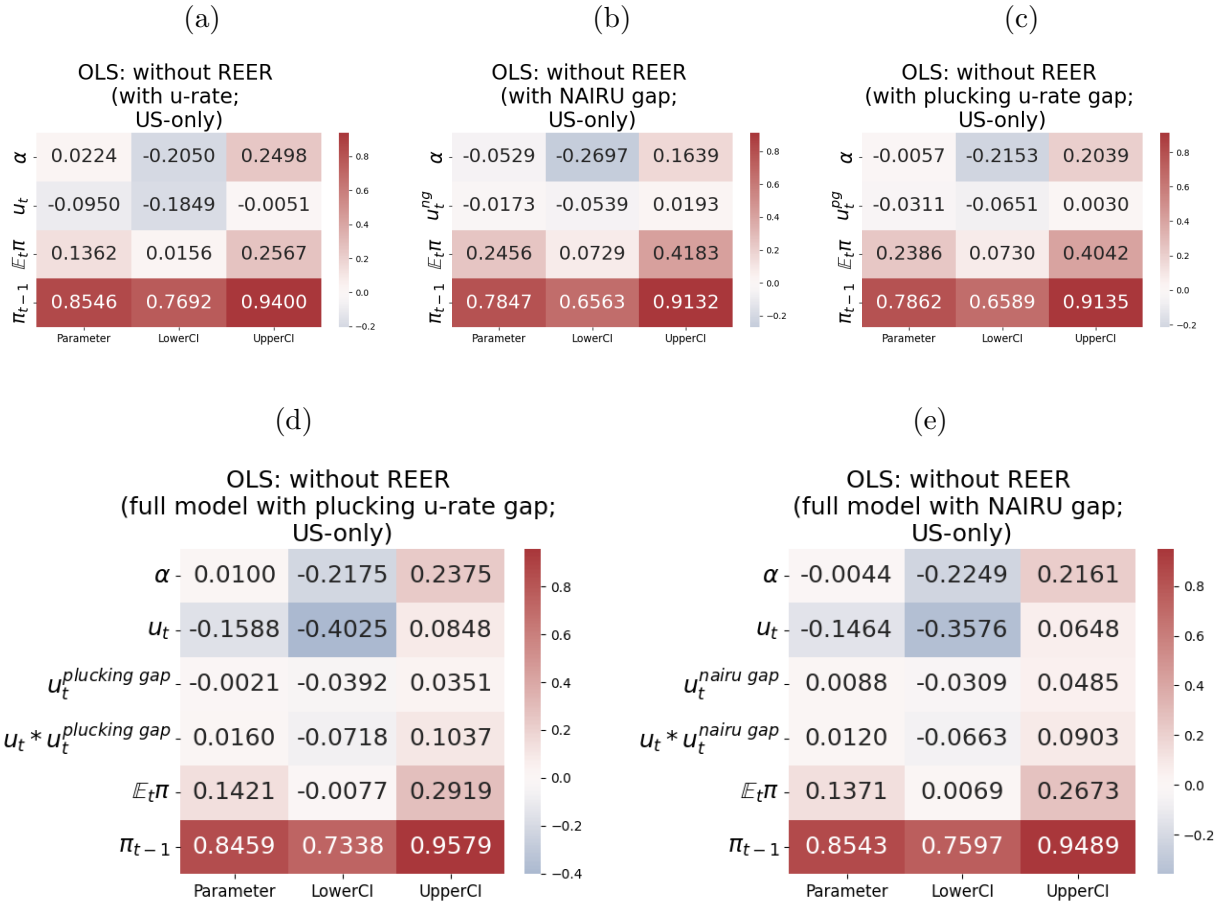 (a)
OLS: without REER
(with u-rate;
US-only)
α 0.0224 -0.2050 0.2498
u_t -0.0950 -0.1849 -0.0051
𝔼_tπ 0.1362 0.0156 0.2567
π_{t−1} 0.8546 0.7692 0.9400
Parameter LowerCI UpperCI
0.8
0.6
0.4
0.2
0.0
−0.2
(b)
OLS: without REER
(with NAIRU gap;
US-only)
α -0.0529 -0.2697 0.1639
u_t^{ng} -0.0173 -0.0539 0.0193
𝔼_tπ 0.2456 0.0729 0.4183
π_{t−1} 0.7847 0.6563 0.9132
Parameter LowerCI UpperCI
0.8
0.6
0.4
0.2
0.0
−0.2
(c)
OLS: without REER
(with plucking u-rate gap;
US-only)
α -0.0057 -0.2153 0.2039
u_t^{pg} -0.0311 -0.0651 0.0030
𝔼_tπ 0.2386 0.0730 0.4042
π_{t−1} 0.7862 0.6589 0.9135
Parameter LowerCI UpperCI
0.8
0.6
0.4
0.2
0.0
−0.2
(d)
OLS: without REER
(full model with plucking u-rate gap;
US-only)
α 0.0100 -0.2175 0.2375
u_t -0.1588 -0.4025 0.0848
u_t^{plucking gap} -0.0021 -0.0392 0.0351
u_t * u_t^{plucking gap} 0.0160 -0.0718 0.1037
𝔼_tπ 0.1421 -0.0077 0.2919
π_{t−1} 0.8459 0.7338 0.9579
Parameter LowerCI UpperCI
0.8
0.6
0.4
0.2
0.0
−0.2
−0.4
(e)
OLS: without REER
(full model with NAIRU gap;
US-only)
α -0.0044 -0.2249 0.2161
u_t -0.1464 -0.3576 0.0648
u_t^{nairu gap} 0.0088 -0.0309 0.0485
u_t * u_t^{nairu gap} 0.0120 -0.0663 0.0903
𝔼_tπ 0.1371 0.0069 0.2673
π_{t−1} 0.8543 0.7597 0.9489
Parameter LowerCI UpperCI
0.8
0.6
0.4
0.2
0.0
−0.2